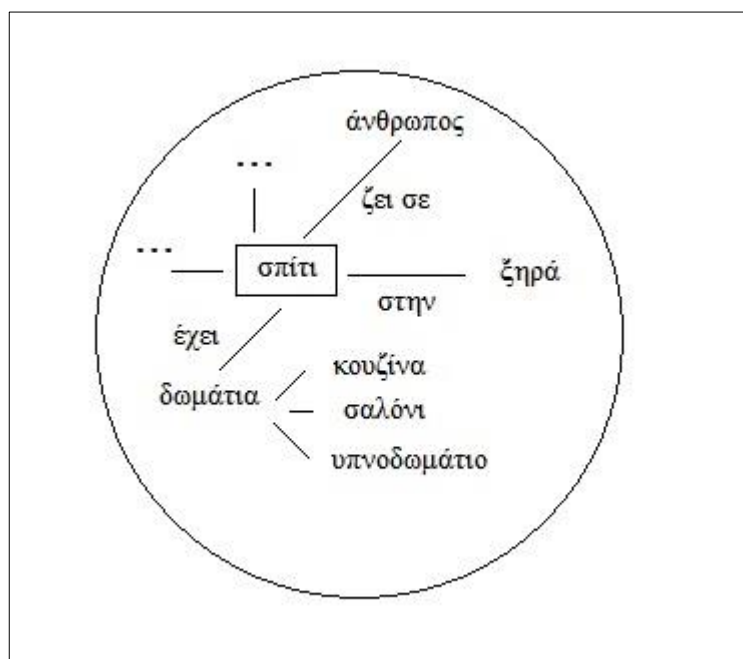 άνθρωπος
...
ζει σε
...
σπίτι
ξηρά
στην
έχει
κουζίνα
δωμάτια
σαλόνι
υπνοδωμάτιο